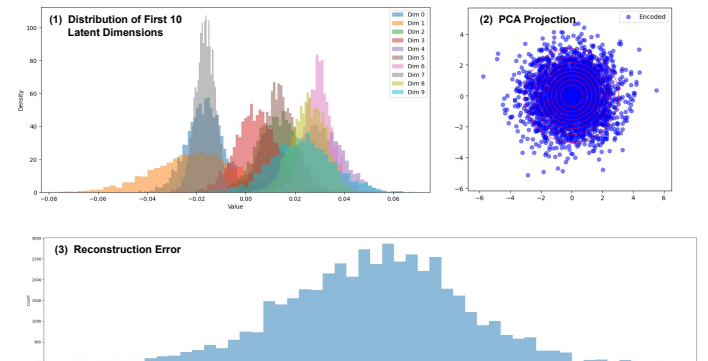 (1) Distribution of First 10
Latent Dimensions
Dim 0
Dim 1
Dim 2
Dim 3
Dim 4
Dim 5
Dim 6
Dim 7
Dim 8
Dim 9
Density
100
80
60
40
20
0
−0.08 −0.06 −0.04 −0.02 0.00 0.02 0.04 0.06
Value
(2) PCA Projection
Encoded
4
2
0
−2
−4
−6
−6 −4 −2 0 2 4 6
(3) Reconstruction Error
3000
2500
2000
1500
1000
500
Count